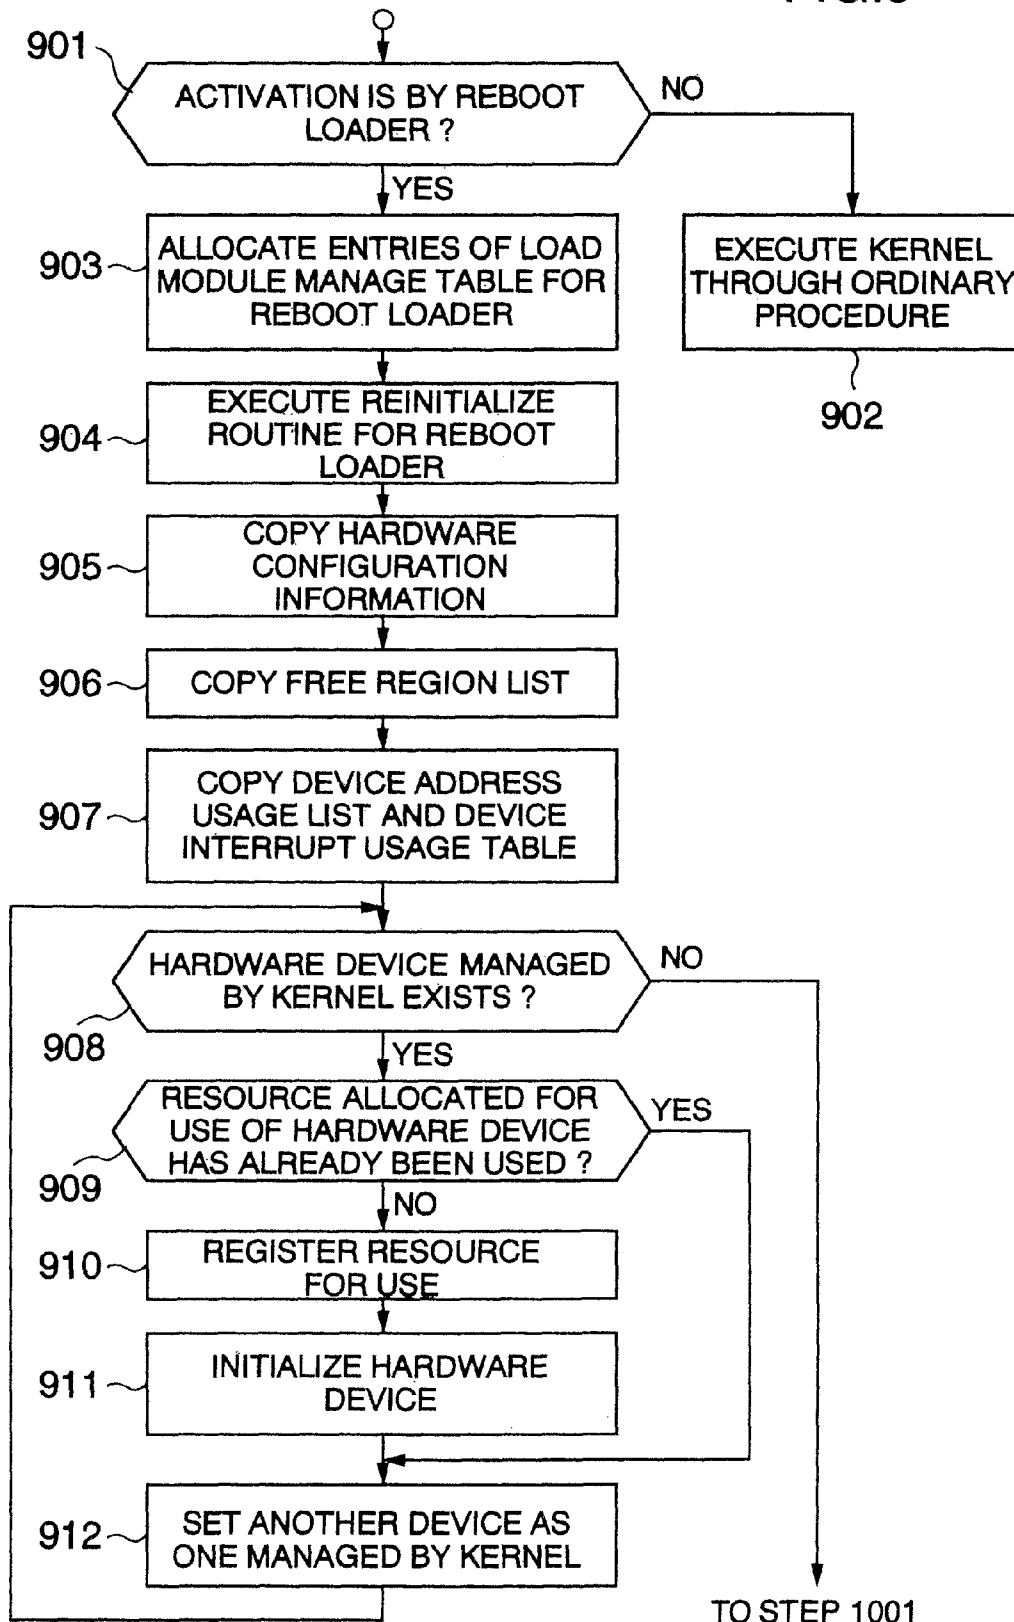 901
ACTIVATION IS BY REBOOT
LOADER ?
NO
YES
903
ALLOCATE ENTRIES OF LOAD
MODULE MANAGE TABLE FOR
REBOOT LOADER
EXECUTE KERNEL
THROUGH ORDINARY
PROCEDURE
902
904
EXECUTE REINITIALIZE
ROUTINE FOR REBOOT
LOADER
905
COPY HARDWARE
CONFIGURATION
INFORMATION
906
COPY FREE REGION LIST
907
COPY DEVICE ADDRESS
USAGE LIST AND DEVICE
INTERRUPT USAGE TABLE
HARDWARE DEVICE MANAGED
BY KERNEL EXISTS ?
NO
908
YES
RESOURCE ALLOCATED FOR
USE OF HARDWARE DEVICE
HAS ALREADY BEEN USED ?
YES
909
NO
910
REGISTER RESOURCE
FOR USE
911
INITIALIZE HARDWARE
DEVICE
912
SET ANOTHER DEVICE AS
ONE MANAGED BY KERNEL
TO STEP 1001